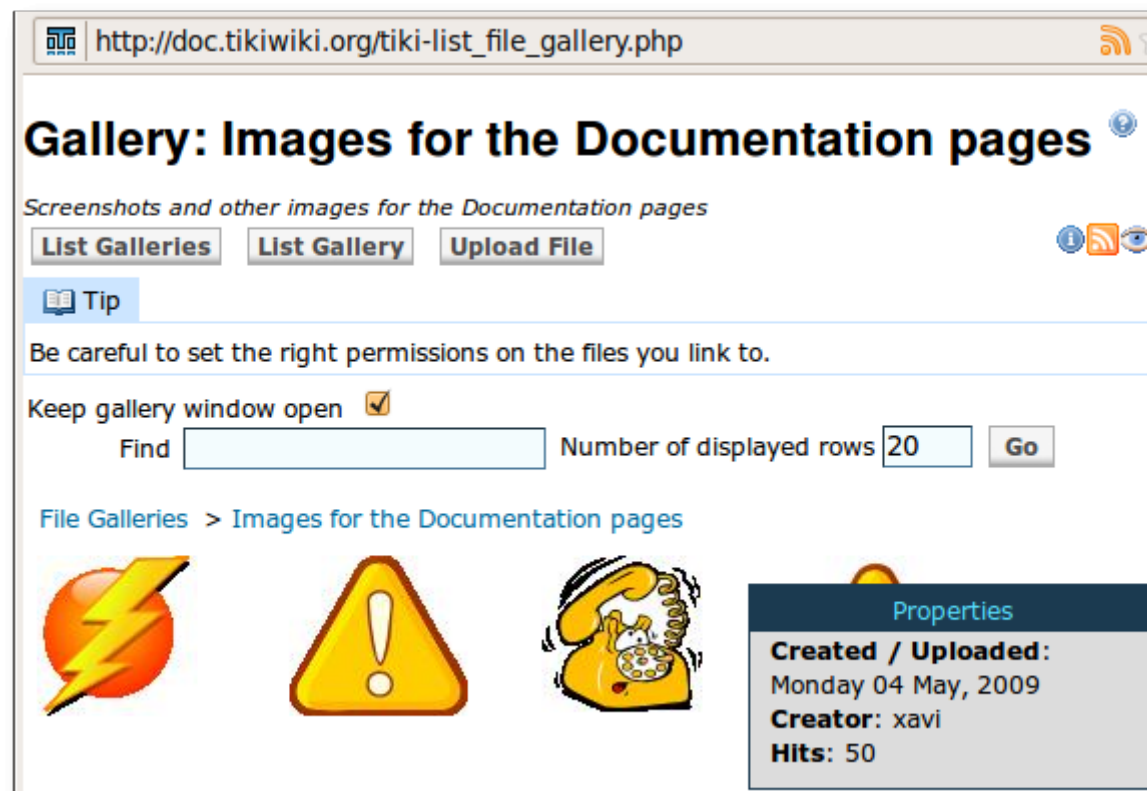 http://doc.tikiwiki.org/tiki-list_file_gallery.php
Gallery: Images for the Documentation pages
Screenshots and other images for the Documentation pages
List Galleries List Gallery Upload File
Tip
Be careful to set the right permissions on the files you link to.
Keep gallery window open
Find Number of displayed rows 20 Go
File Galleries > Images for the Documentation pages
Properties
Created / Uploaded:
Monday 04 May, 2009
Creator: xavi
Hits: 50